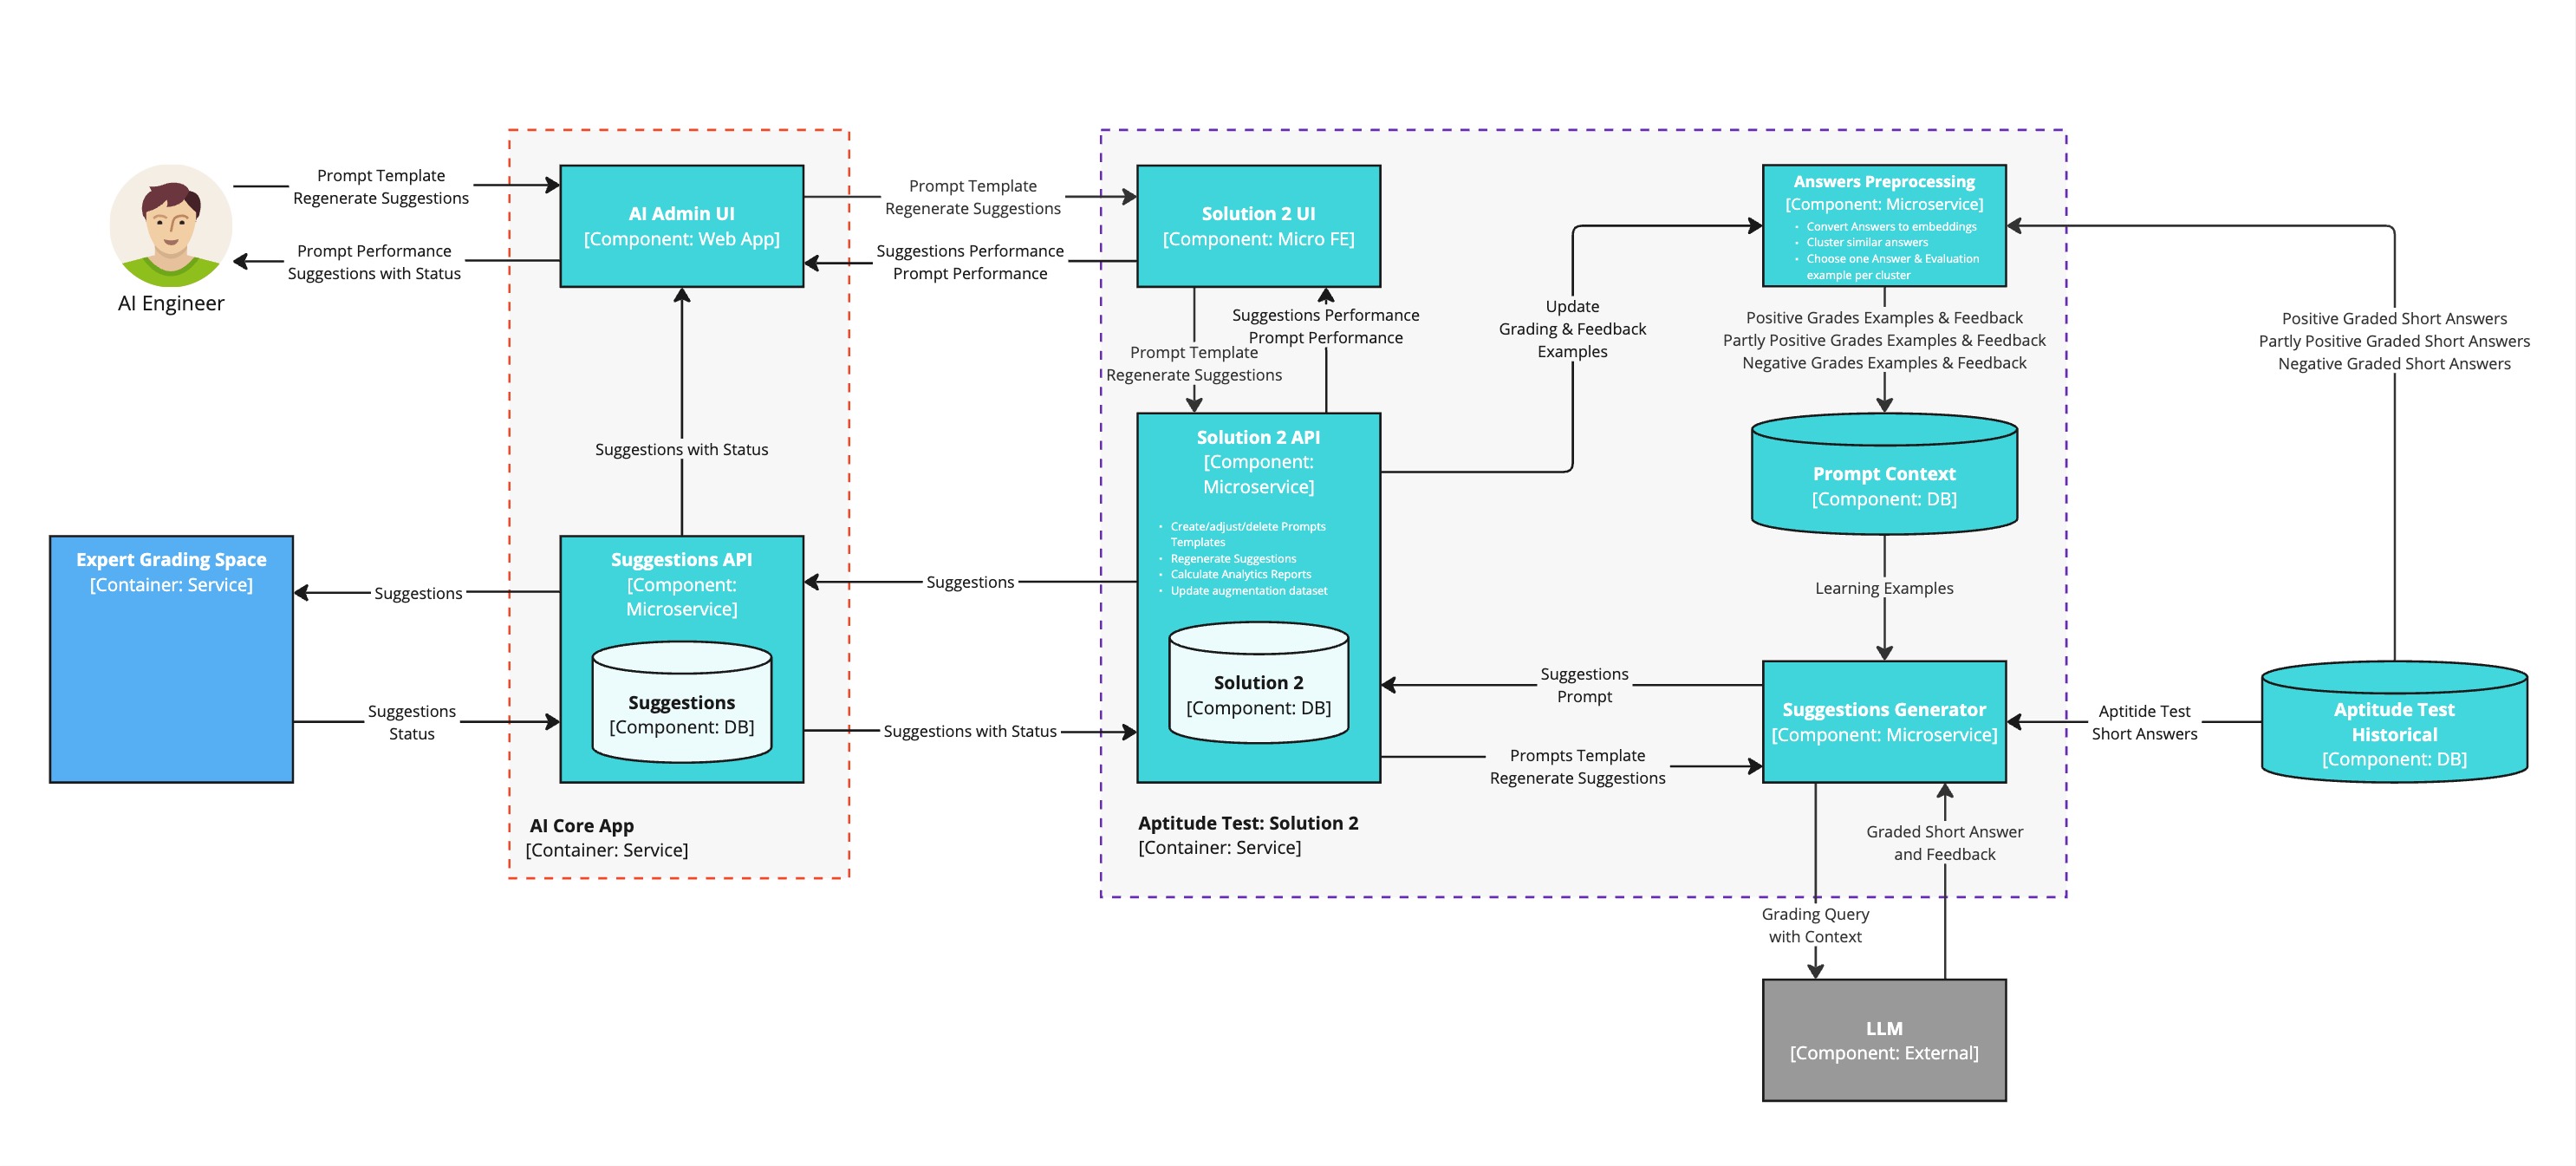 Prompt Template
Regenerate Suggestions
Prompt Performance
Suggestions with Status
AI Engineer
AI Admin UI
[Component: Web App]
Prompt Template
Regenerate Suggestions
Suggestions Performance
Prompt Performance
Solution 2 UI
[Component: Micro FE]
Suggestions Performance
Prompt Performance
Prompt Template
Regenerate Suggestions
Update
Grading & Feedback
Examples
Answers Preprocessing
[Component: Microservice]
• Convert Answers to embeddings
• Cluster similar answers
• Choose one Answer & Evaluation
example per cluster
Positive Grades Examples & Feedback
Partly Positive Grades Examples & Feedback
Negative Grades Examples & Feedback
Positive Graded Short Answers
Partly Positive Graded Short Answers
Negative Graded Short Answers
Suggestions with Status
Solution 2 API
[Component:
Microservice]
• Create/adjust/delete Prompts
Templates
• Regenerate Suggestions
• Calculate Analytics Reports
• Update augmentation dataset
Solution 2
[Component: DB]
Prompt Context
[Component: DB]
Learning Examples
Expert Grading Space
[Container: Service]
Suggestions
Suggestions
Status
Suggestions API
[Component:
Microservice]
Suggestions
[Component: DB]
Suggestions
Suggestions with Status
Suggestions
Prompt
Prompts Template
Regenerate Suggestions
Suggestions Generator
[Component: Microservice]
Aptitide Test
Short Answers
Aptitude Test
Historical
[Component: DB]
AI Core App
[Container: Service]
Aptitude Test: Solution 2
[Container: Service]
Graded Short Answer
and Feedback
Grading Query
with Context
LLM
[Component: External]